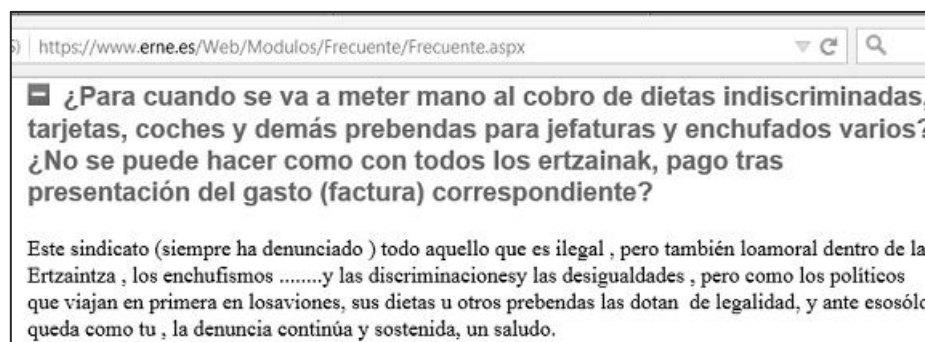 https://www.erne.es/Web/Modulos/Frecuente/Frecuente.aspx
¿Para cuando se va a meter mano al cobro de dietas indiscriminadas,
tarjetas, coches y demás prebendas para jefaturas y enchufados varios?
¿No se puede hacer como con todos los ertzainak, pago tras
presentación del gasto (factura) correspondiente?
Este sindicato (siempre ha denunciado ) todo aquello que es ilegal , pero también loamoral dentro de la
Ertzaintza , los enchufismos ........y las discriminacionesy las desigualdades , pero como los políticos
que viajan en primera en losaviones, sus dietas u otros prebendas las dotan  de legalidad, y ante esosólo
queda como tu , la denuncia continúa y sostenida, un saludo.